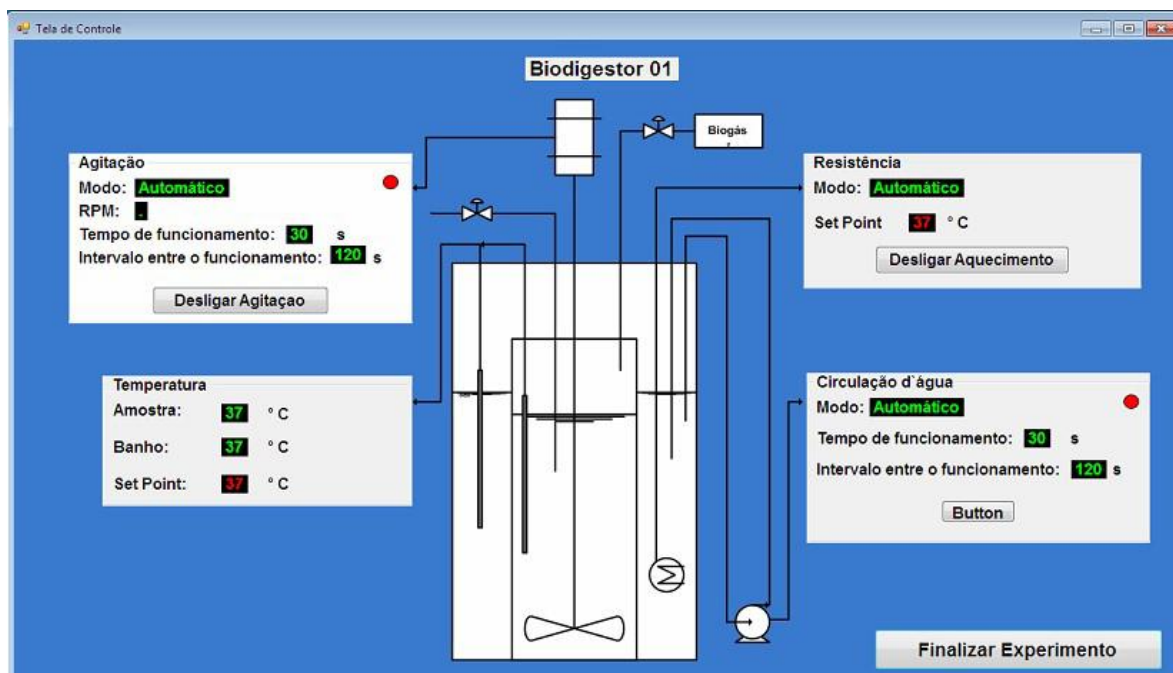 Tela de Controle
Biodigestor 01
Biogás
Agitação
Modo: Automático
RPM: .
Tempo de funcionamento: 30 s
Intervalo entre o funcionamento: 120 s
Desligar Agitaçao
Resistência
Modo: Automático
Set Point 37 ° C
Desligar Aquecimento
Temperatura
Amostra: 37 ° C
Banho: 37 ° C
Set Point: 37 ° C
Circulação d`água
Modo: Automático
Tempo de funcionamento: 30 s
Intervalo entre o funcionamento: 120 s
Button
Finalizar Experimento